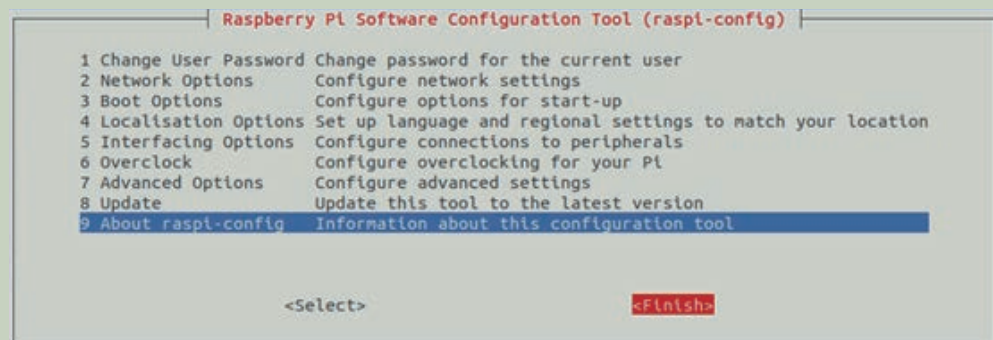 Raspberry Pi Software Configuration Tool (raspi-config)
1 Change User Password Change password for the current user
2 Network Options Configure network settings
3 Boot Options Configure options for start-up
4 Localisation Options Set up language and regional settings to match your location
5 Interfacing Options Configure connections to peripherals
6 Overclock Configure overclocking for your Pi
7 Advanced Options Configure advanced settings
8 Update Update this tool to the latest version
9 About raspi-config Information about this configuration tool
<Select> <Finish>